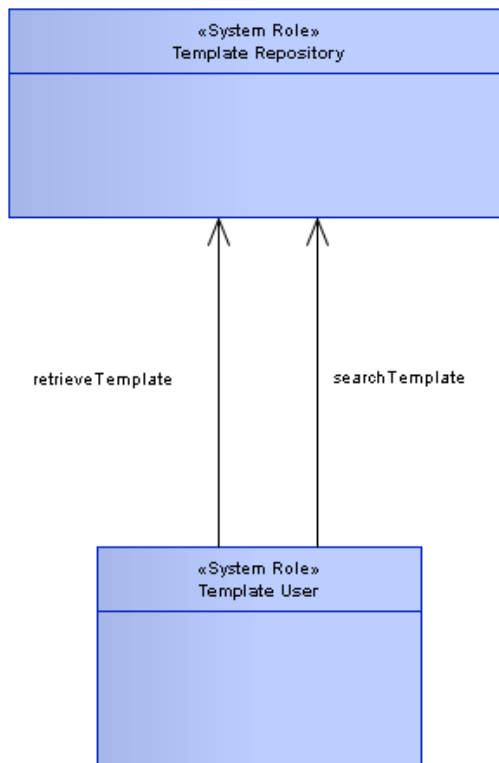 «System Role»
Template Repository
retrieveTemplate
searchTemplate
«System Role»
Template User